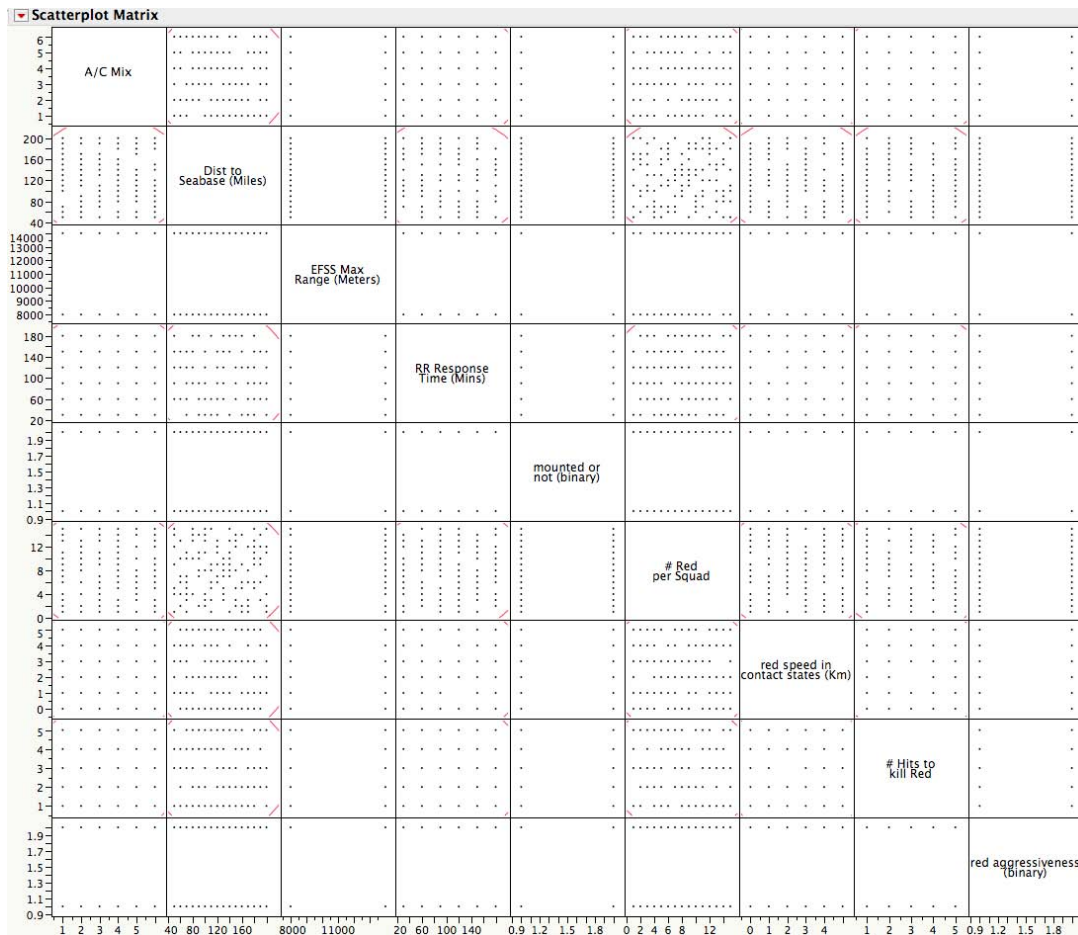 Scatterplot Matrix
6
5
4
3
2
1
A/C Mix
200
160
120
80
40
Dist to
Seabase (Miles)
14000
13000
12000
11000
10000
9000
8000
EFSS Max
Range (Meters)
180
140
100
60
20
RR Response
Time (Mins)
1.9
1.7
1.5
1.3
1.1
0.9
mounted or
not (binary)
12
8
4
0
# Red
per Squad
5
4
3
2
1
0
red speed in
contact states (Km)
5
4
3
2
1
# Hits to
kill Red
1.9
1.7
1.5
1.3
1.1
0.9
red aggressiveness
(binary)
1 2 3 4 5 40 80 120 160 8000 11000 20 60 100 140 0.9 1.2 1.5 1.8 0 2 4 6 8 12 0 1 2 3 4 1 2 3 4 5 0.9 1.2 1.5 1.8